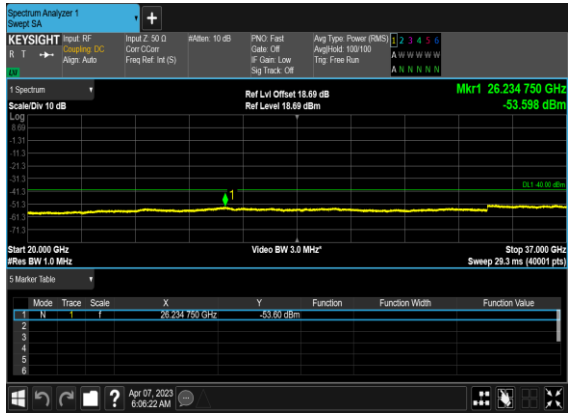 Spectrum Analyzer 1
Swept SA
+
KEYSIGHT Input: RF Input Z: 50 Ω #Atten: 10 dB PNO: Fast Avg Type: Power (RMS) 1 2 3 4 5 6
R T Coupling: DC Corr CCorr Gate: Off Avg|Hold: 100/100 A W W W W W
Align: Auto Freq Ref: Int (S) IF Gain: Low Trig: Free Run
LXI Sig Track: Off A N N N N N
1 Spectrum Ref Lvl Offset 18.69 dB Mkr1 26.234 750 GHz
Scale/Div 10 dB Ref Level 18.69 dBm -53.598 dBm
Log
8.69
-1.31
-11.3
-21.3
-31.3
DL1 -40.00 dBm
-41.3
1
-51.3
-61.3
-71.3
Start 20.000 GHz Video BW 3.0 MHz* Stop 37.000 GHz
#Res BW 1.0 MHz Sweep 29.3 ms (40001 pts)
5 Marker Table
Mode Trace Scale X Y Function Function Width Function Value
1 N 1 f 26.234 750 GHz -53.60 dBm
2
3
4
5
6
? Apr 07, 2023
6:06:22 AM